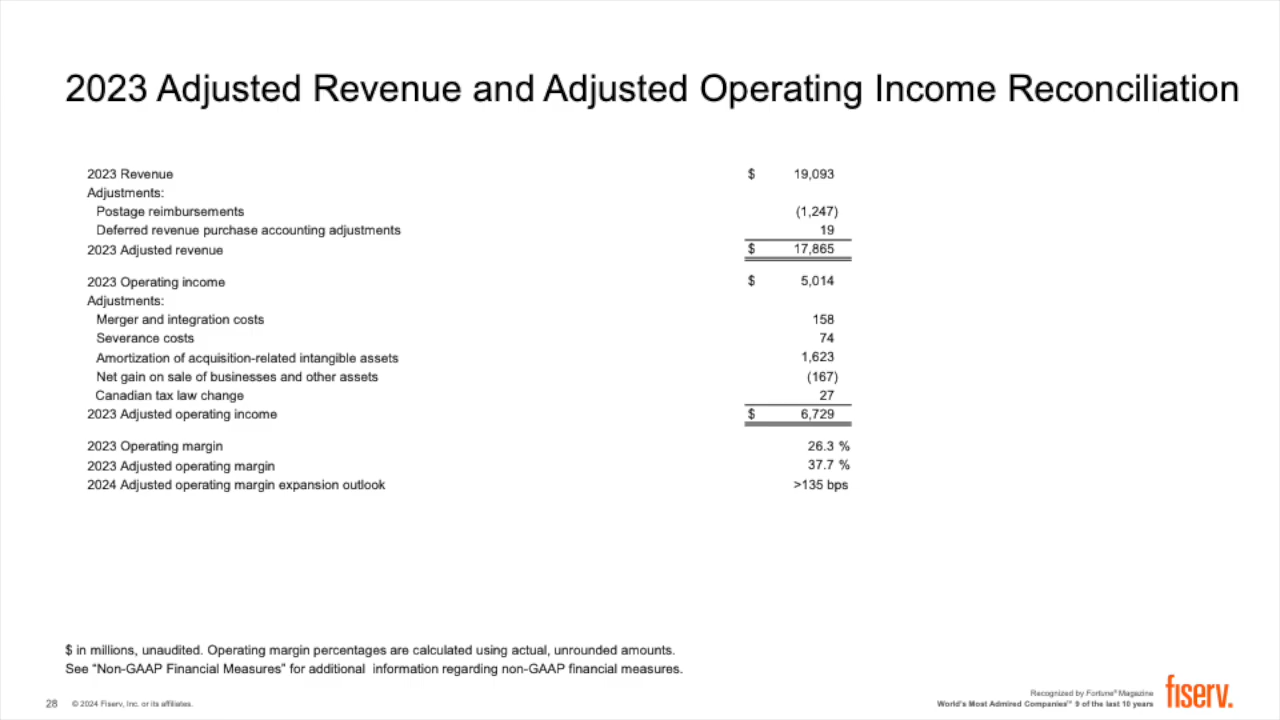 2023 Adjusted Revenue and Adjusted Operating Income Reconciliation
2023 Revenue $ 19,093
Adjustments:
Postage reimbursements (1,247)
Deferred revenue purchase accounting adjustments 19
2023 Adjusted revenue $ 17,865
2023 Operating income $ 5,014
Adjustments:
Merger and integration costs 158
Severance costs 74
Amortization of acquisition-related intangible assets 1,623
Net gain on sale of businesses and other assets (167)
Canadian tax law change 27
2023 Adjusted operating income $ 6,729
2023 Operating margin 26.3 %
2023 Adjusted operating margin 37.7 %
2024 Adjusted operating margin expansion outlook >135 bps
$ in millions, unaudited. Operating margin percentages are calculated using actual, unrounded amounts.
See “Non-GAAP Financial Measures” for additional information regarding non-GAAP financial measures.
28 © 2024 Fiserv, Inc. or its affiliates.
Recognized by Fortune® Magazine
World's Most Admired Companies™ 9 of the last 10 years
fiserv.